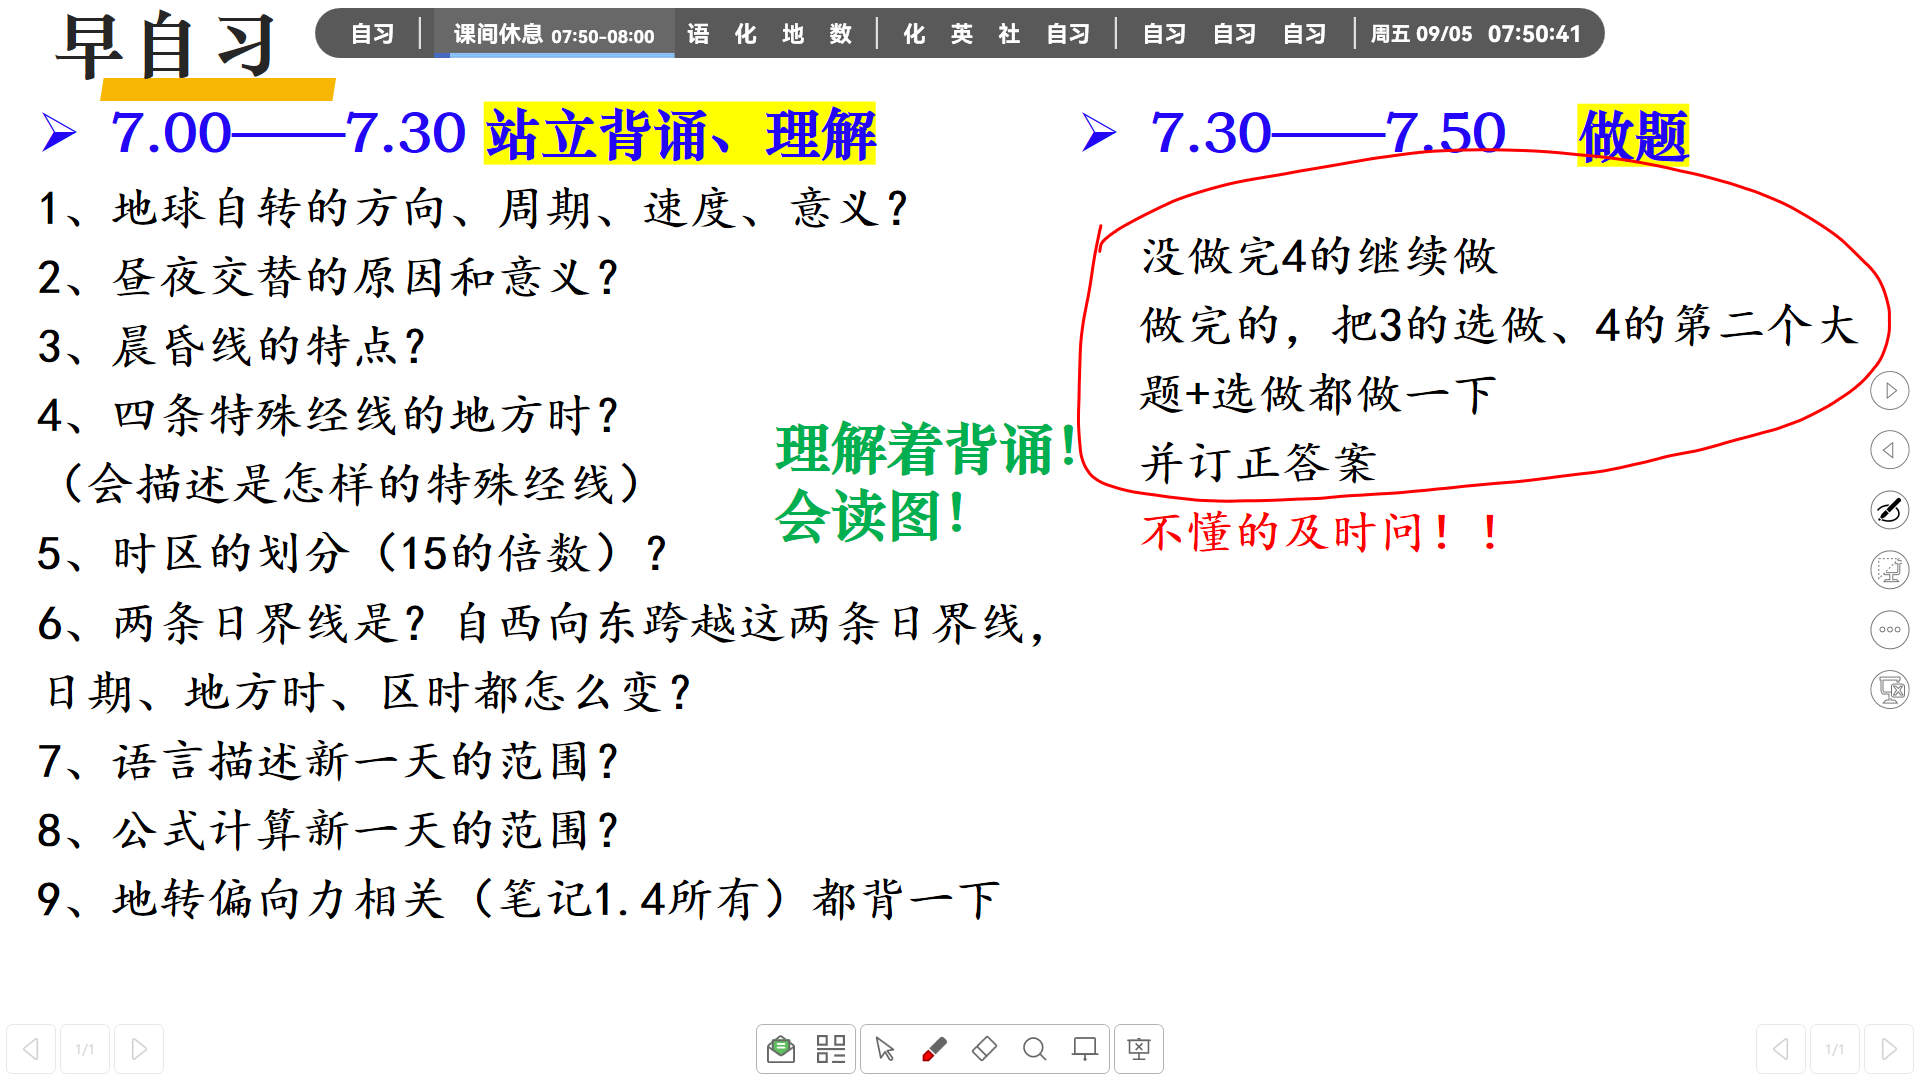 早自习
自习 课间休息 07:50-08:00 语 化 地 数 化 英 社 自习 自习 自习 自习 周五 09/05 07:50:41
7.00——7.30 站立背诵、理解
1、地球自转的方向、周期、速度、意义？
2、昼夜交替的原因和意义？
3、晨昏线的特点？
4、四条特殊经线的地方时？
（会描述是怎样的特殊经线）
5、时区的划分（15的倍数）？
6、两条日界线是？自西向东跨越这两条日界线，
日期、地方时、区时都怎么变？
7、语言描述新一天的范围？
8、公式计算新一天的范围？
9、地转偏向力相关（笔记1.4所有）都背一下
理解着背诵！
会读图！
7.30——7.50 做题
没做完4的继续做
做完的，把3的选做、4的第二个大
题+选做都做一下
并订正答案
不懂的及时问！！
1/1
1/1